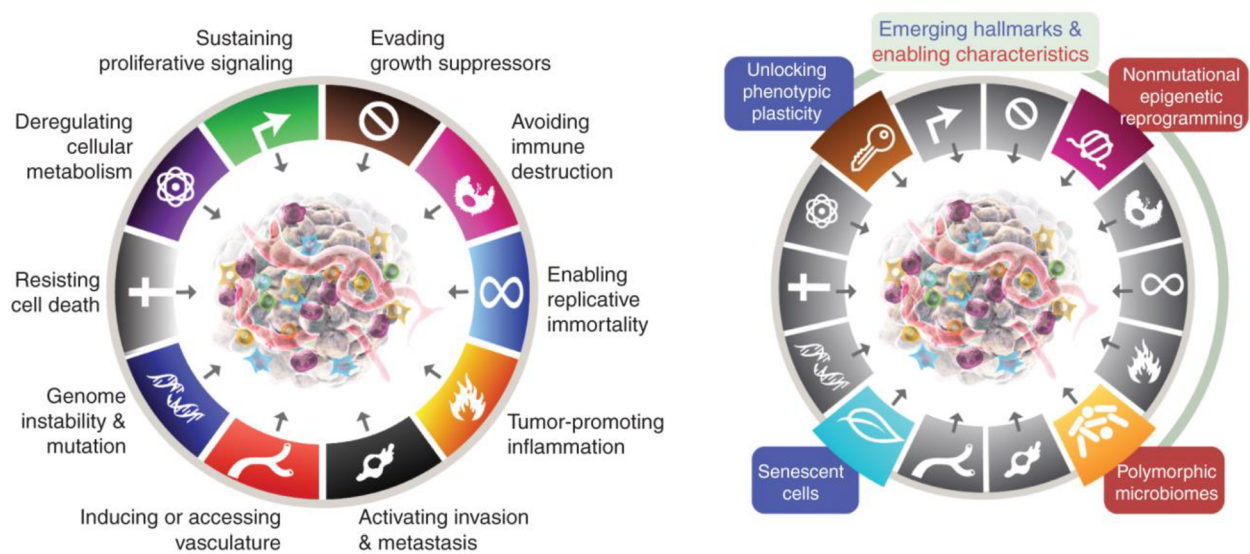 Sustaining
proliferative signaling
Evading
growth suppressors
Deregulating
cellular
metabolism
Avoiding
immune
destruction
Resisting
cell death
Enabling
replicative
immortality
Genome
instability &
mutation
Tumor-promoting
inflammation
Inducing or accessing
vasculature
Activating invasion
& metastasis
Emerging hallmarks &
enabling characteristics
Unlocking
phenotypic
plasticity
Nonmutational
epigenetic
reprogramming
Senescent
cells
Polymorphic
microbiomes